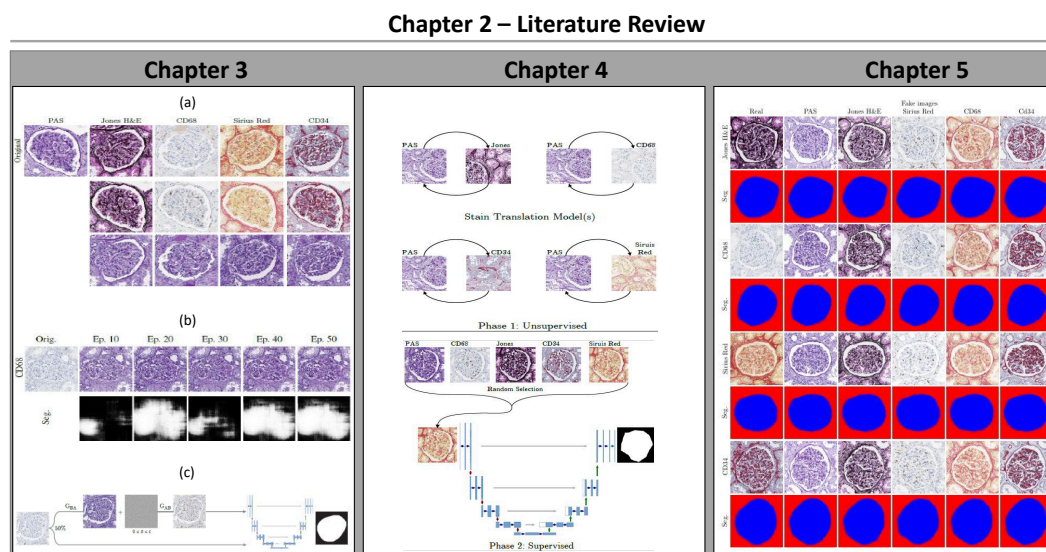 Chapter 2 – Literature Review
Chapter 3
(a)
PAS Jones H&E CD68 Sirius Red CD34
Original
(b)
Orig. Ep. 10 Ep. 20 Ep. 30 Ep. 40 Ep. 50
CD68
Seg.
(c)
G_BA G_AB
50%
Chapter 4
PAS Jones PAS CD68
Stain Translation Model(s)
PAS CD34 PAS Siruis
Red
Phase 1: Unsupervised
PAS CD68 Jones CD34 Siruis Red
Random Selection
Phase 2: Supervised
Chapter 5
Fake images
Real PAS Jones H&E Sirius Red CD68 Cd34
Jones H&E
Seg.
CD68
Seg.
Sirius Red
Seg.
CD34
Seg.